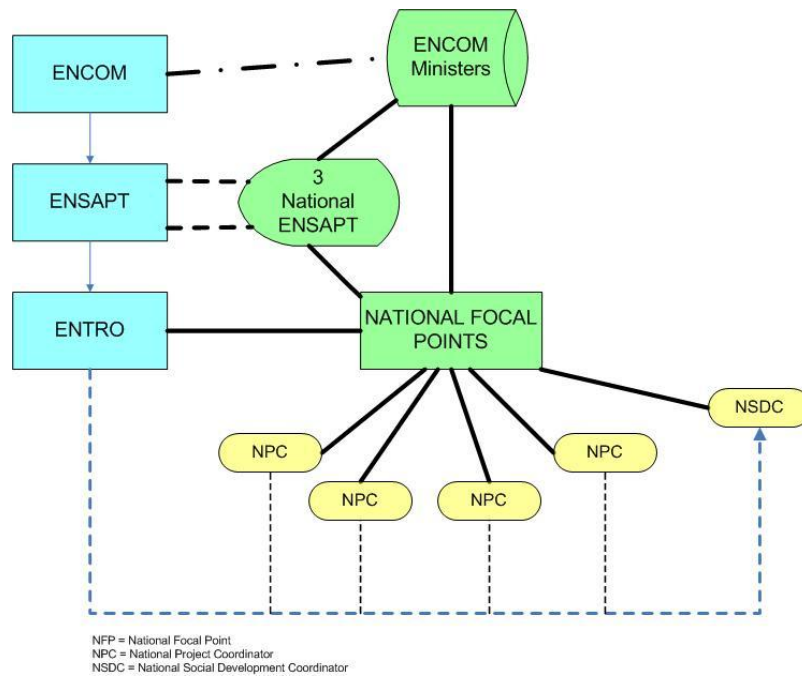 ENCOM
ENCOM
Ministers
ENSAPT
3
National
ENSAPT
ENTRO
NATIONAL FOCAL
POINTS
NSDC
NPC
NPC
NPC
NPC
NFP = National Focal Point
NPC = National Project Coordinator
NSDC = National Social Development Coordinator